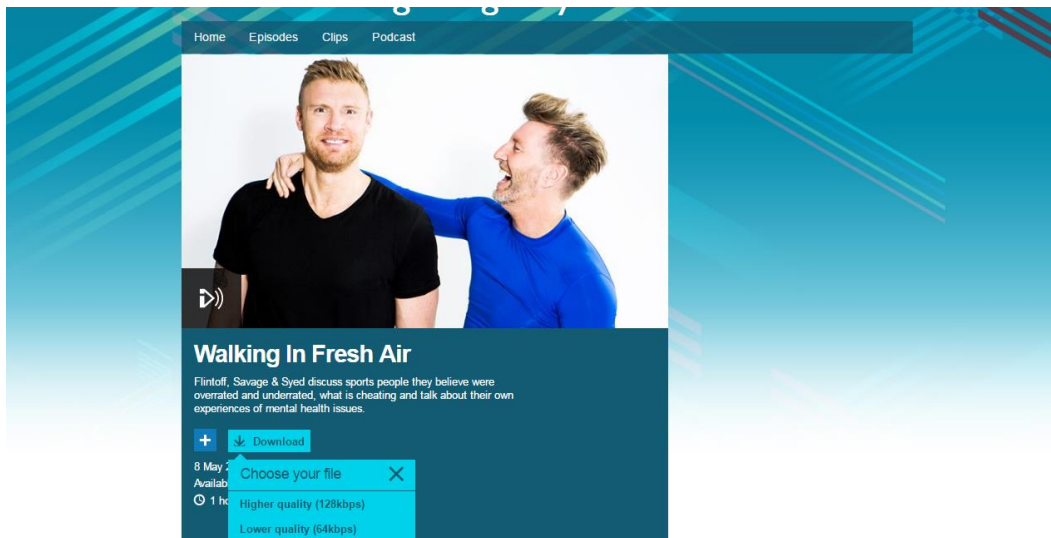 Home Episodes Clips Podcast
Walking In Fresh Air
Flintoff, Savage & Syed discuss sports people they believe were
overrated and underrated, what is cheating and talk about their own
experiences of mental health issues.
+ Download
8 May
Choose your file
Availab
1 ho
Higher quality (128kbps)
Lower quality (64kbps)